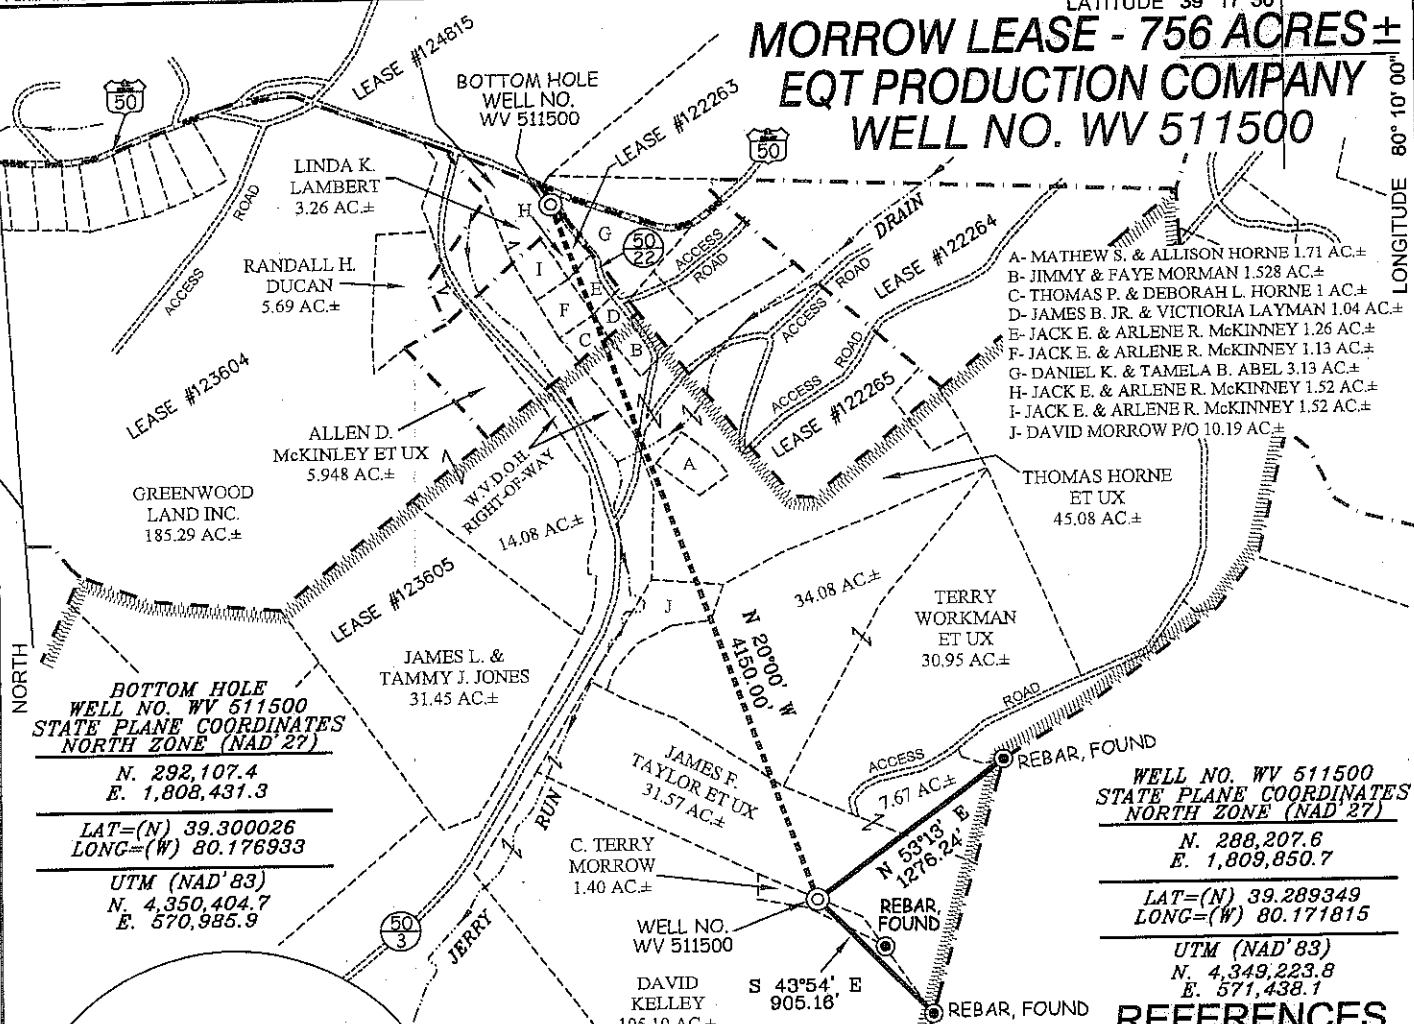 LATITUDE 39° 17' 30"
MORROW LEASE - 756 ACRES±
EQT PRODUCTION COMPANY
WELL NO. WV 511500
LONGITUDE 80° 10' 00"
LEASE #124815
50
BOTTOM HOLE
WELL NO.
WV 511500
LEASE #122263
50
LINDA K.
LAMBERT
3.26 AC.±
ROAD
ACCESS
H
G
A
I
E
F
D
C
B
50
22
ACCESS
ROAD
DRAIN
LEASE #122264
ACCESS
ROAD
RANDALL H.
DUCAN
5.69 AC.±
A- MATHEW S. & ALLISON HORNE 1.71 AC.±
B- JIMMY & FAYE MORMAN 1.528 AC.±
C- THOMAS P. & DEBORAH L. HORNE 1 AC.±
D- JAMES B. JR. & VICTIORIA LAYMAN 1.04 AC.±
E- JACK E. & ARLENE R. McKINNEY 1.26 AC.±
F- JACK E. & ARLENE R. McKINNEY 1.13 AC.±
G- DANIEL K. & TAMELA B. ABEL 3.13 AC.±
H- JACK E. & ARLENE R. McKINNEY 1.52 AC.±
I- JACK E. & ARLENE R. McKINNEY 1.52 AC.±
J- DAVID MORROW P/O 10.19 AC.±
LEASE #123604
ACCESS
ROAD
LEASE #122265
ALLEN D.
McKINLEY ET UX
5.948 AC.±
W.V.D.O.H.
RIGHT-OF-WAY
A
THOMAS HORNE
ET UX
45.08 AC.±
GREENWOOD
LAND INC.
185.29 AC.±
14.08 AC.±
LEASE #123605
J
34.08 AC.±
TERRY
WORKMAN
ET UX
30.95 AC.±
N 20°00' W
4150.00'
NORTH
JAMES L. &
TAMMY J. JONES
31.45 AC.±
BOTTOM HOLE
WELL NO. WV 511500
STATE PLANE COORDINATES
NORTH ZONE (NAD'27)
N. 292,107.4
E. 1,808,431.3
LAT=(N) 39.300026
LONG=(W) 80.176933
UTM (NAD'83)
N. 4,350,404.7
E. 570,985.9
JAMES F.
TAYLOR ET UX
31.57 AC.±
ACCESS
ROAD
7.67 AC.±
REBAR, FOUND
N 53°13' E
1276.24'
WELL NO. WV 511500
STATE PLANE COORDINATES
NORTH ZONE (NAD'27)
N. 288,207.6
E. 1,809,850.7
LAT=(N) 39.289349
LONG=(W) 80.171815
UTM (NAD'83)
N. 4,349,223.8
E. 571,438.1
C. TERRY
MORROW
1.40 AC.±
JERRY
RUN
50
3
WELL NO.
WV 511500
REBAR,
FOUND
DAVID
KELLEY
S 43°54' E
905.16'
REBAR, FOUND
REFERENCES